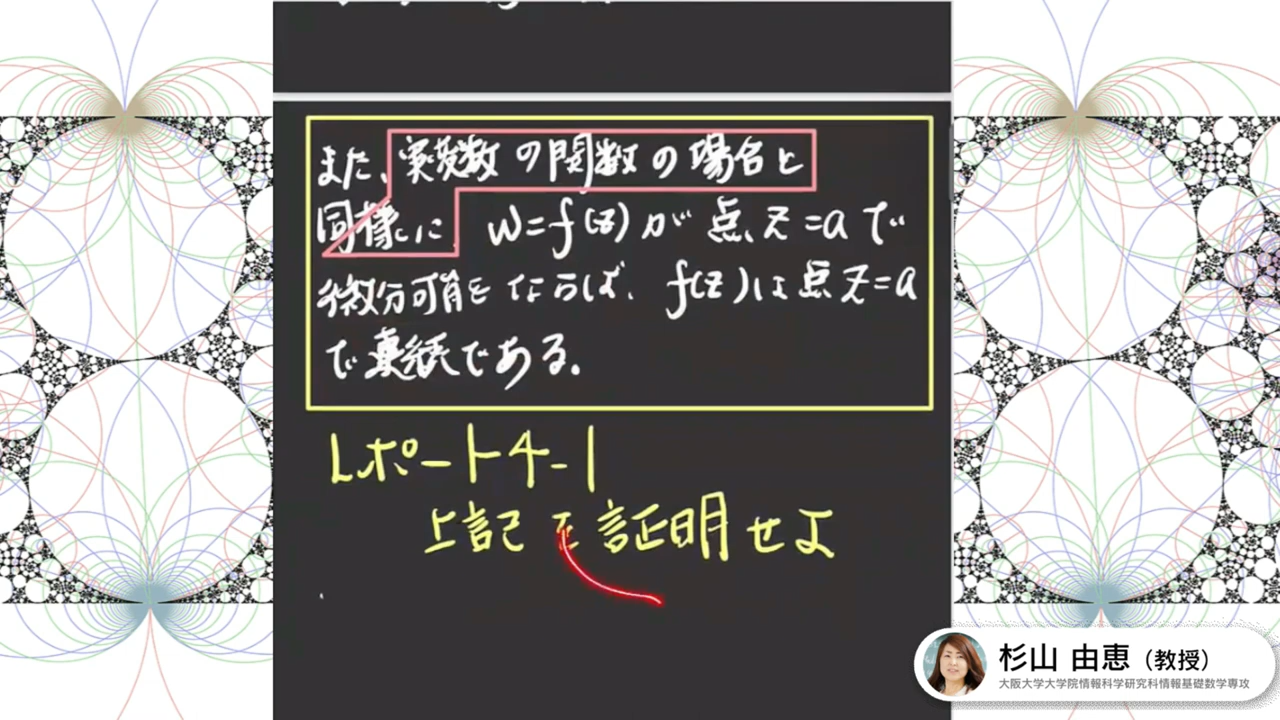 また、実変数の関数の場合と
同様に、w=f(z)が点z=aで
微分可能ならば、f(z)は点z=a
で連続である.
レポート4-1
上記を証明せよ
杉山 由恵（教授）
大阪大学大学院情報科学研究科情報基礎数学専攻